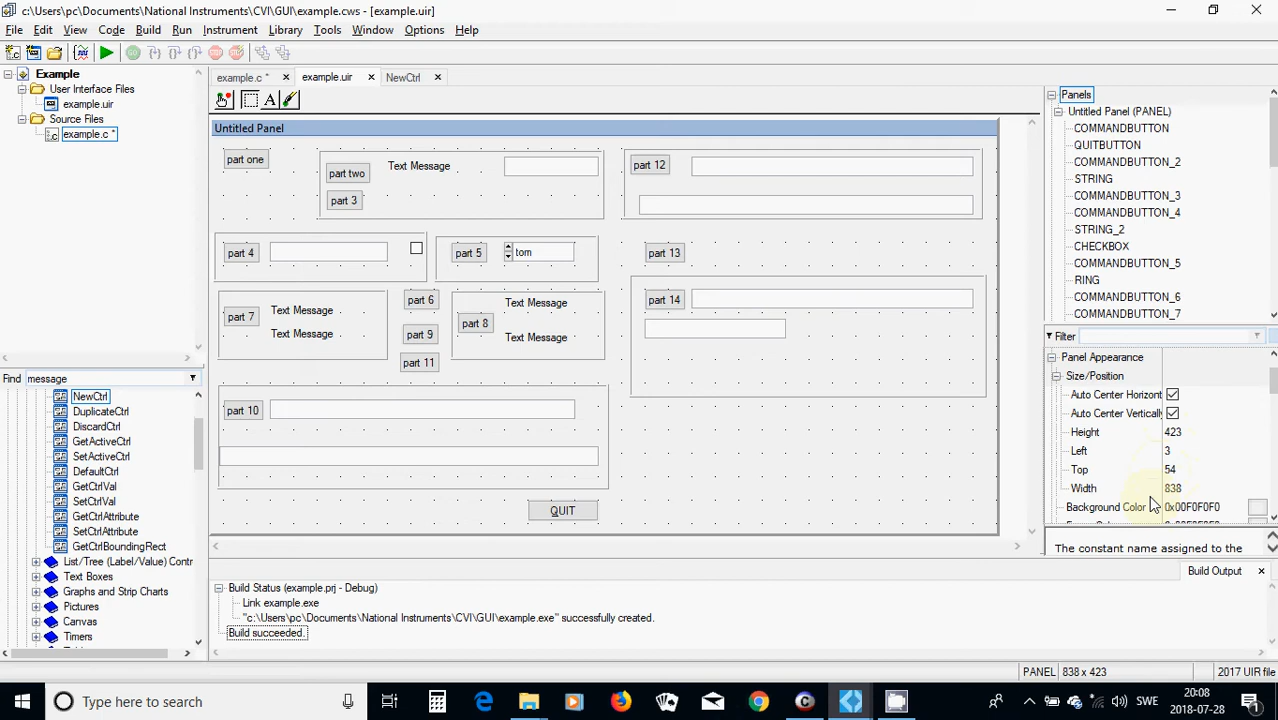 c:\Users\pc\Documents\National Instruments\CVI\GUI\example.cws - [example.uir]
File Edit View Code Build Run Instrument Library Tools Window Options Help
Example
User Interface Files
example.uir
Source Files
example.c *
example.c *
example.uir
NewCtrl
Untitled Panel
part one
part two
Text Message
part 3
part 12
part 4
part 5
torn
part 13
part 7
Text Message
Text Message
part 6
part 9
part 11
part 8
Text Message
Text Message
part 14
part 10
QUIT
Panels
Untitled Panel (PANEL)
COMMANDBUTTON
QUITBUTTON
COMMANDBUTTON_2
STRING
COMMANDBUTTON_3
COMMANDBUTTON_4
STRING_2
CHECKBOX
COMMANDBUTTON_5
RING
COMMANDBUTTON_6
COMMANDBUTTON_7
Filter
Panel Appearance
Size/Position
Auto Center Horizont
Auto Center Vertically
Height 423
Left 3
Top 54
Width 838
Background Color 0x00F0F0F0
The constant name assigned to the
Find message
NewCtrl
DuplicateCtrl
DiscardCtrl
GetActiveCtrl
SetActiveCtrl
DefaultCtrl
GetCtrlVal
SetCtrlVal
GetCtrlAttribute
SetCtrlAttribute
GetCtrlBoundingRect
List/Tree (Label/Value) Contr
Text Boxes
Graphs and Strip Charts
Pictures
Canvas
Timers
Build Output
Build Status (example.prj - Debug)
Link example.exe
"c:\Users\pc\Documents\National Instruments\CVI\GUI\example.exe" successfully created.
Build succeeded.
PANEL 838 x 423 2017 UIR file
Type here to search
SWE
20:08
2018-07-28